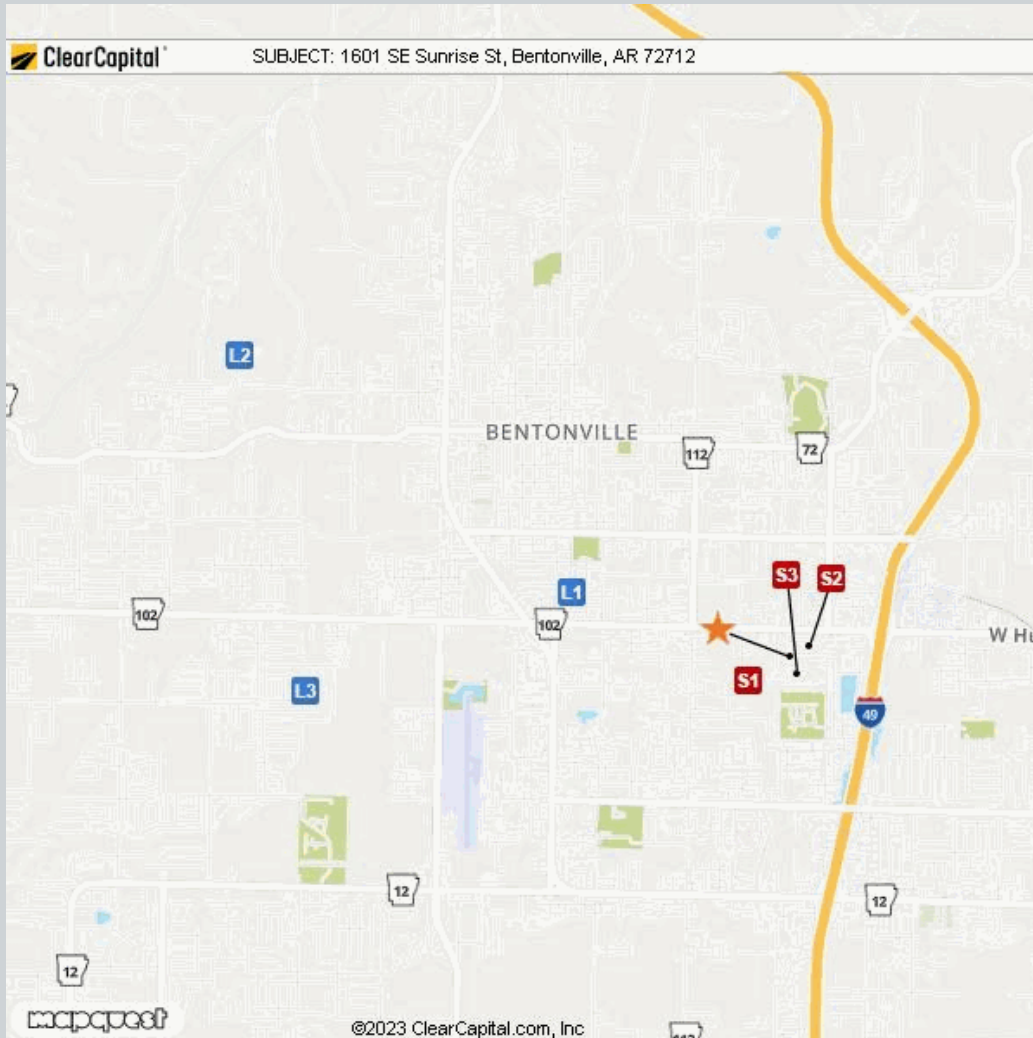 ClearCapital
SUBJECT: 1601 SE Sunrise St, Bentonville, AR 72712
L2
BENTONVILLE
112
72
S3
S2
L1
102
102
W Hu
L3
S1
49
12
12
12
mapquest
©2023 ClearCapital.com, Inc